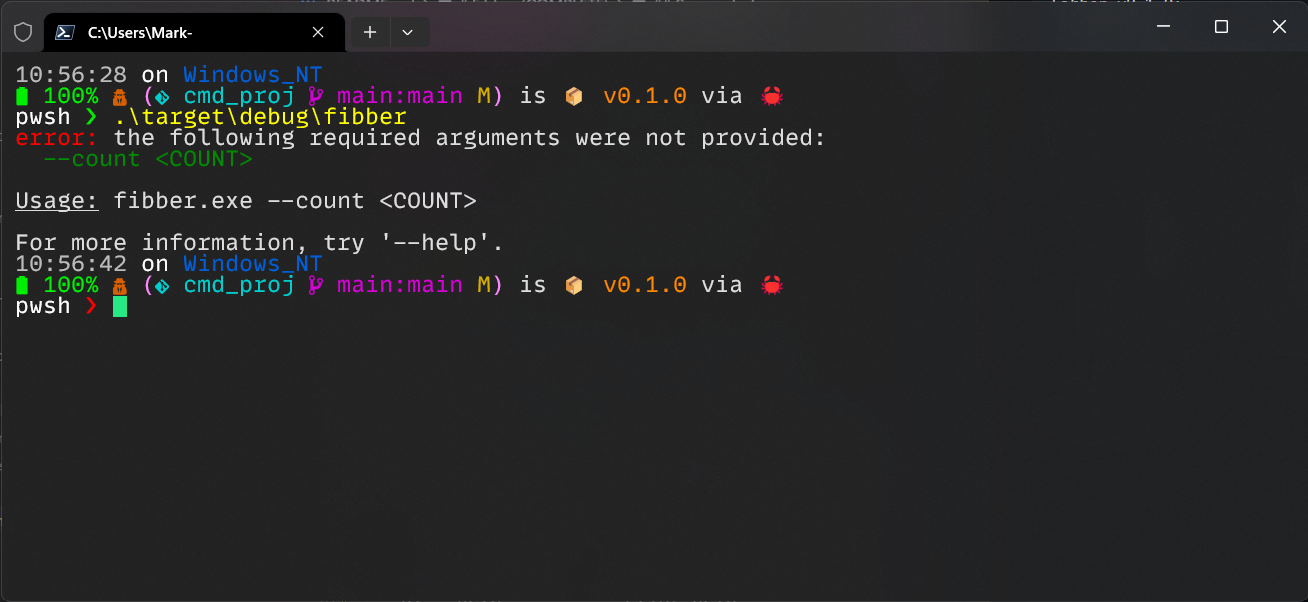 C:\Users\Mark-
10:56:28 on Windows_NT
100% ( cmd_proj main:main M) is 📦 v0.1.0 via 🦀
pwsh ❯ .\target\debug\fibber
error: the following required arguments were not provided:
--count <COUNT>
Usage: fibber.exe --count <COUNT>
For more information, try '--help'.
10:56:42 on Windows_NT
100% ( cmd_proj main:main M) is 📦 v0.1.0 via 🦀
pwsh ❯